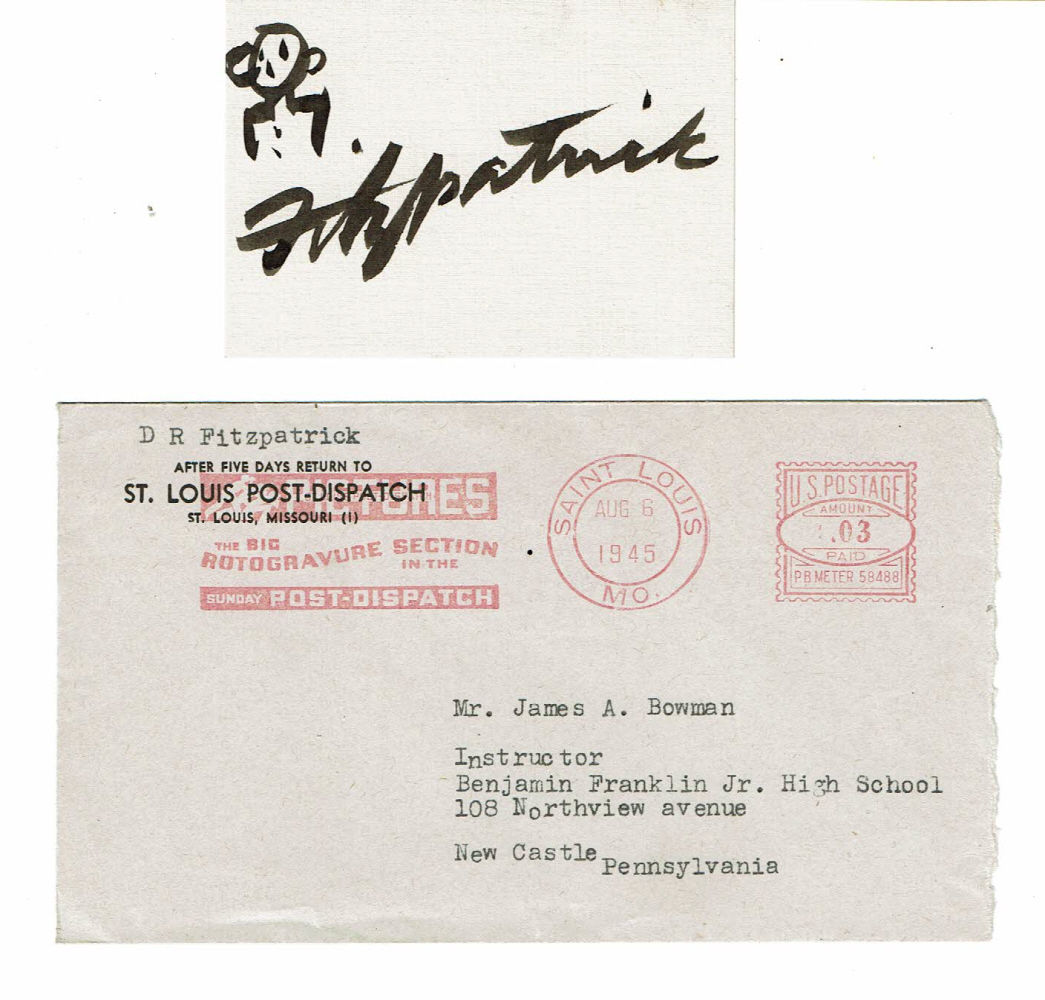 Fitzpatrick
D R Fitzpatrick
AFTER FIVE DAYS RETURN TO
ST. LOUIS POST-DISPATCH
ST. LOUIS, MISSOURI (1)
PICTURES
THE BIG
ROTOGRAVURE SECTION
IN THE
SUNDAY POST-DISPATCH
SAINT LOUIS
AUG 6
1945
MO.
U.S. POSTAGE
AMOUNT
.03
PAID
PB METER 58488
Mr. James A. Bowman
Instructor
Benjamin Franklin Jr. High School
108 Northview avenue
New Castle
Pennsylvania